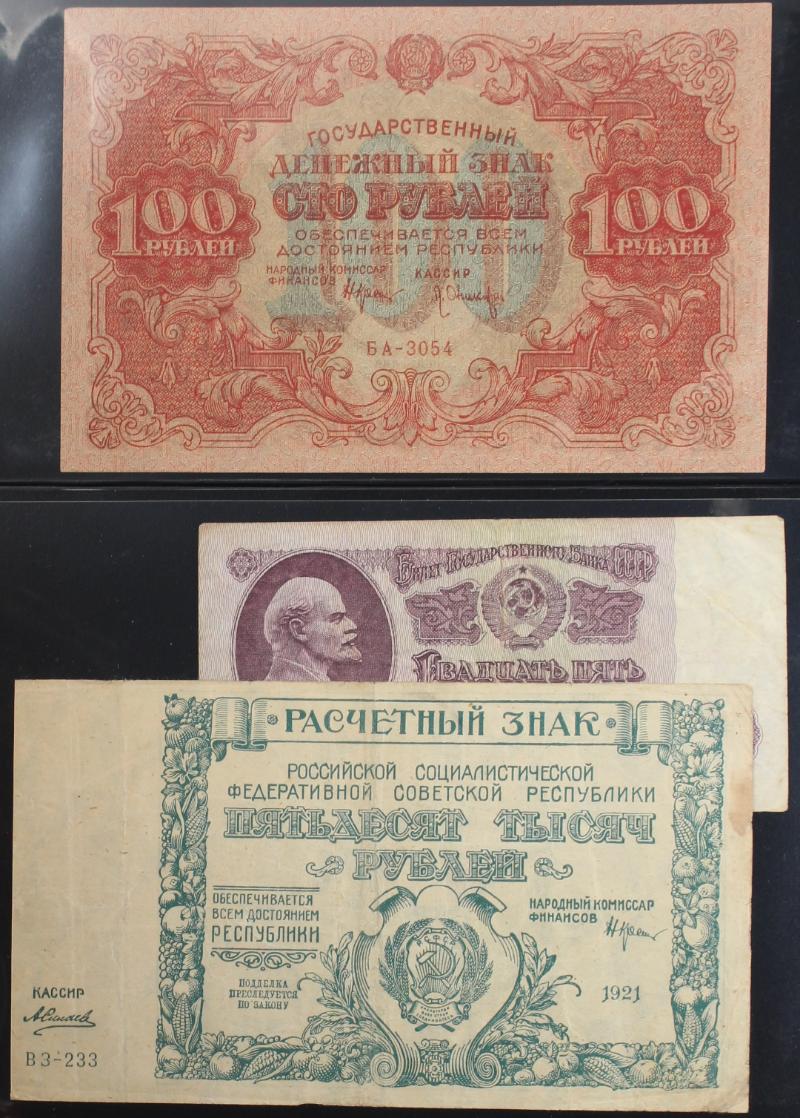 ГОСУДАРСТВЕННЫЙ
ДЕНЕЖНЫЙ ЗНАК
СТО РУБЛЕЙ
100
100
РУБЛЕЙ
100
РУБЛЕЙ
ОБЕСПЕЧИВАЕТСЯ ВСЕМ
ДОСТОЯНИЕМ РЕСПУБЛИКИ
НАРОДНЫЙ КОМИССАР
ФИНАНСОВ
КАССИР
БА-3054
БИЛЕТ ГОСУДАРСТВЕННОГО БАНКА СССР
ДВАДЦАТЬ ПЯТЬ
РАСЧЕТНЫЙ ЗНАК
РОССИЙСКОЙ СОЦИАЛИСТИЧЕСКОЙ
ФЕДЕРАТИВНОЙ СОВЕТСКОЙ РЕСПУБЛИКИ
ПЯТЬДЕСЯТ ТЫСЯЧ
РУБЛЕЙ
ОБЕСПЕЧИВАЕТСЯ
ВСЕМ ДОСТОЯНИЕМ
РЕСПУБЛИКИ
НАРОДНЫЙ КОМИССАР
ФИНАНСОВ
ПОДДЕЛКА
ПРЕСЛЕДУЕТСЯ
ПО ЗАКОНУ
1921
КАССИР
ВЗ-233